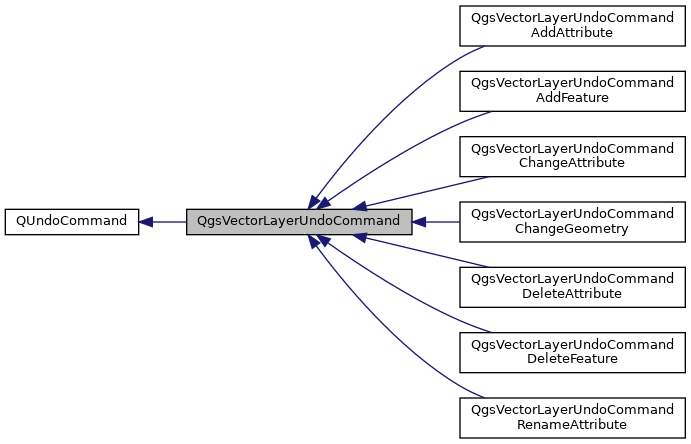 QUndoCommand
QgsVectorLayerUndoCommand
QgsVectorLayerUndoCommand
AddAttribute
QgsVectorLayerUndoCommand
AddFeature
QgsVectorLayerUndoCommand
ChangeAttribute
QgsVectorLayerUndoCommand
ChangeGeometry
QgsVectorLayerUndoCommand
DeleteAttribute
QgsVectorLayerUndoCommand
DeleteFeature
QgsVectorLayerUndoCommand
RenameAttribute